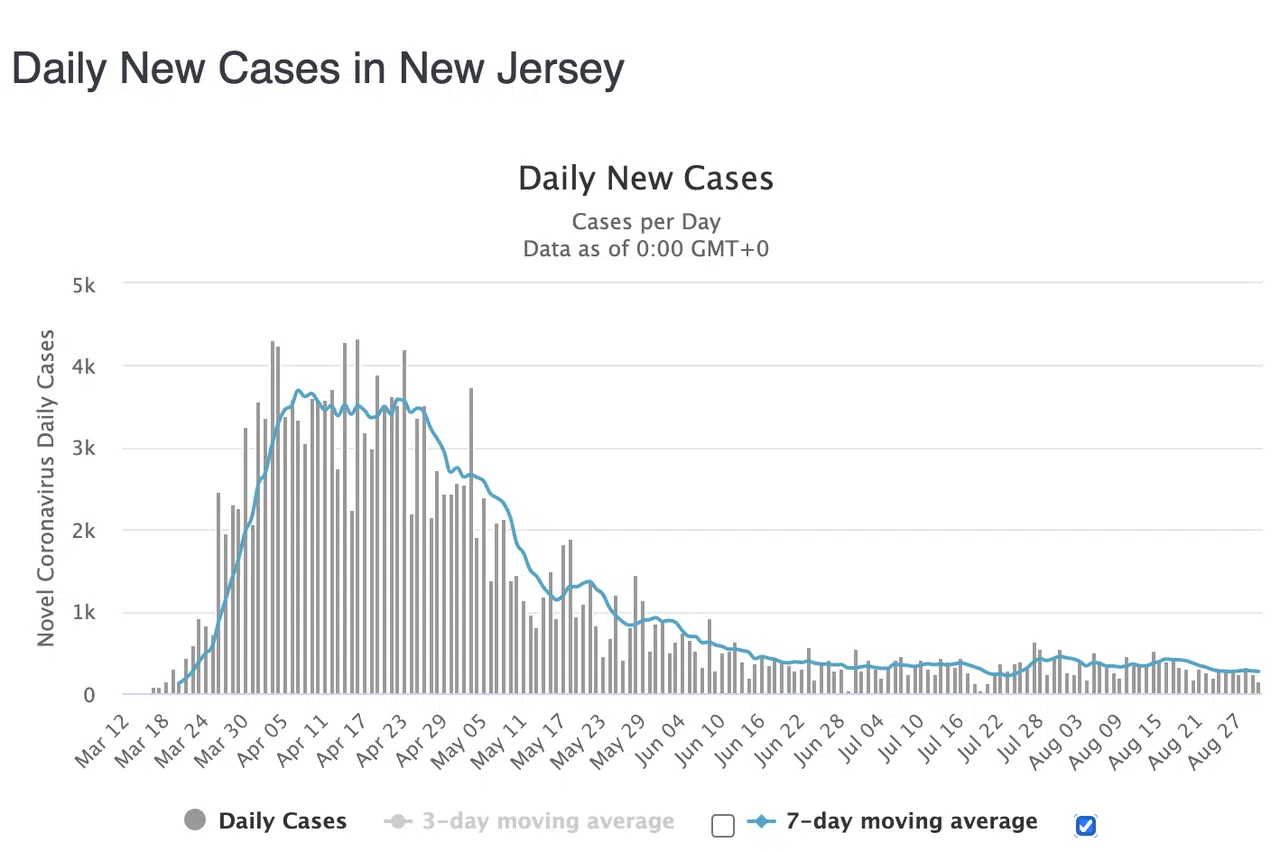 Daily New Cases in New Jersey
Daily New Cases
Cases per Day
Data as of 0:00 GMT+0
Novel Coronavirus Daily Cases
5k
4k
3k
2k
1k
0
Mar 12
Mar 18
Mar 24
Mar 30
Apr 05
Apr 11
Apr 17
Apr 23
Apr 29
May 05
May 11
May 17
May 23
May 29
Jun 04
Jun 10
Jun 16
Jun 22
Jun 28
Jul 04
Jul 10
Jul 16
Jul 22
Jul 28
Aug 03
Aug 09
Aug 15
Aug 21
Aug 27
Daily Cases
3-day moving average
7-day moving average